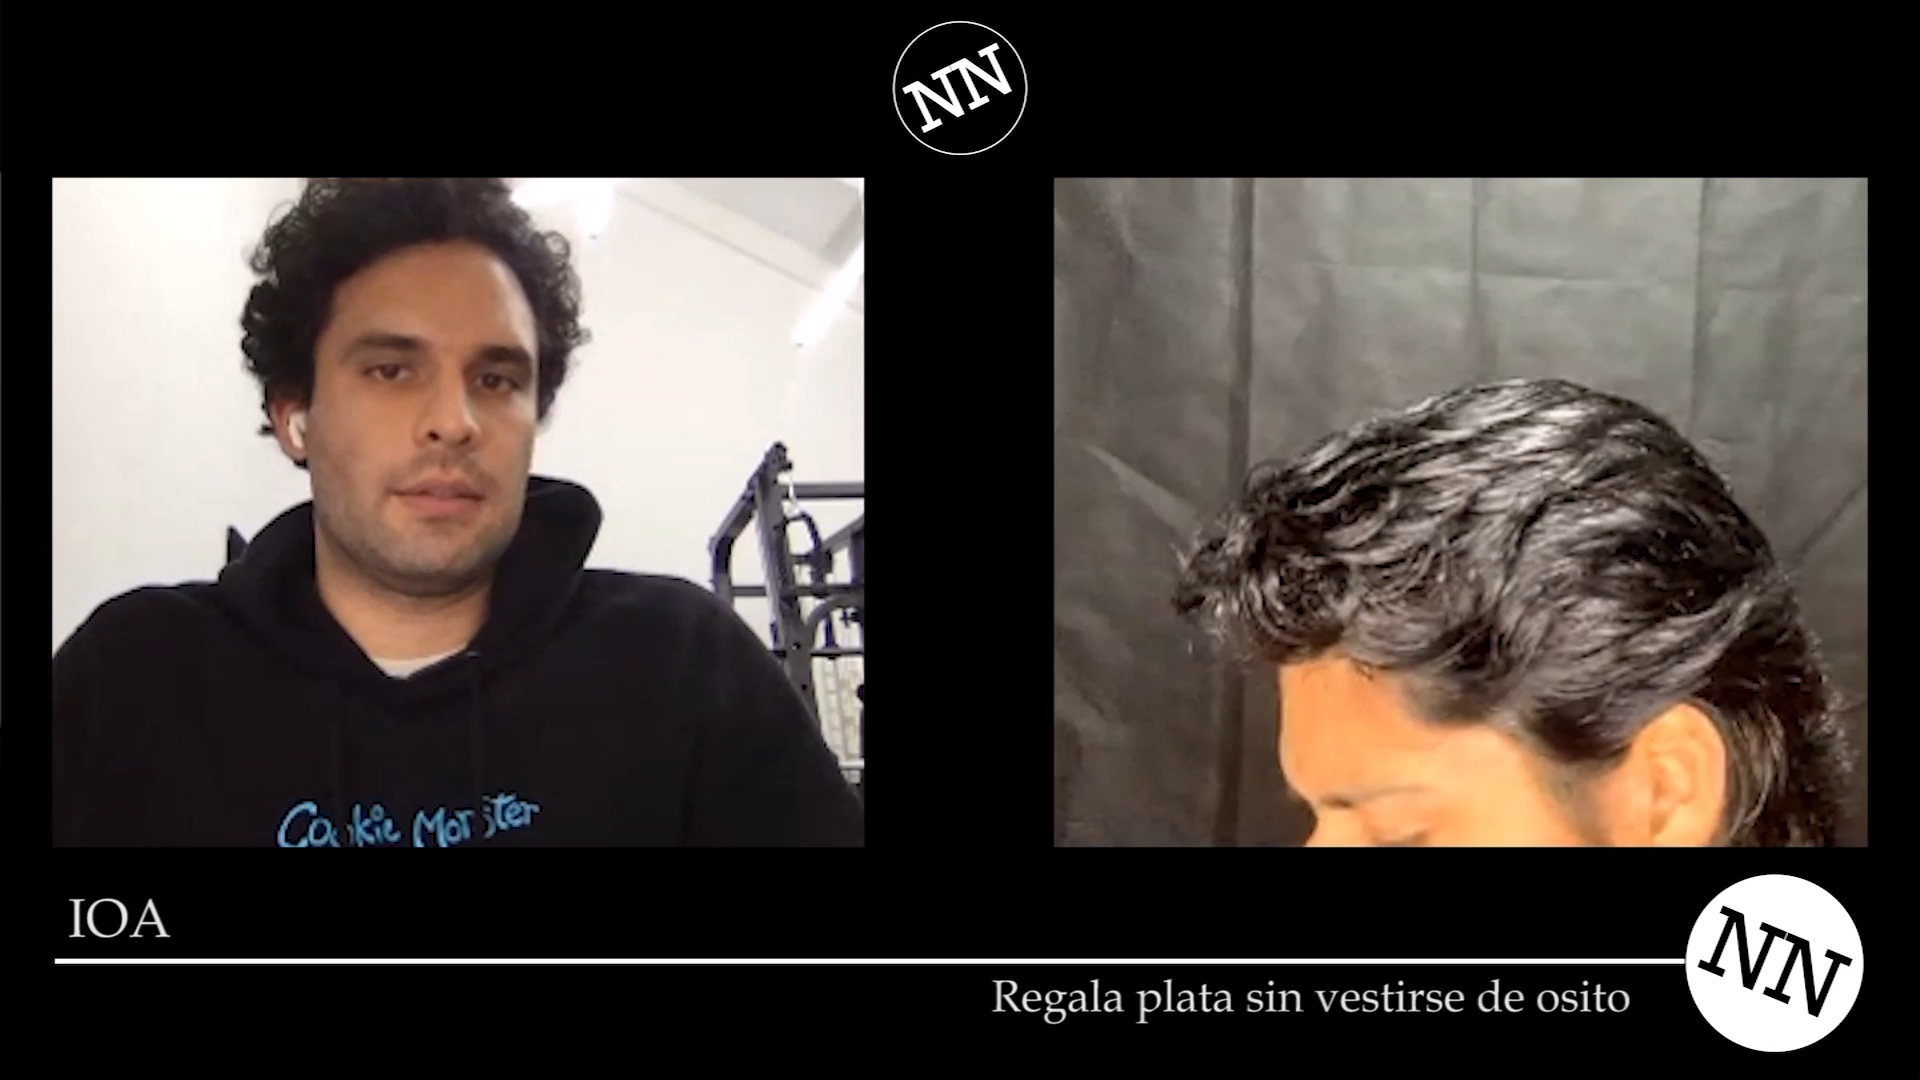 NN
Cookie Monster
IOA
Regala plata sin vestirse de osito
NN